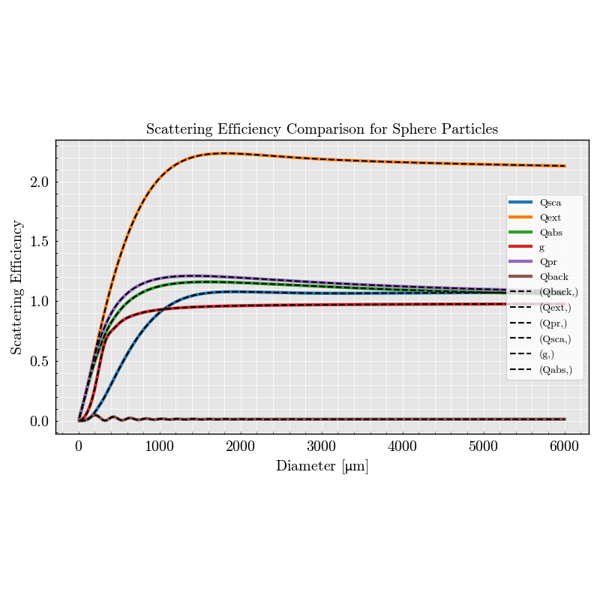 Scattering Efficiency Comparison for Sphere Particles
Scattering Efficiency
2.0
1.5
1.0
0.5
0.0
Qsca
Qext
Qabs
g
Qpr
Qback
(Qback,)
(Qext,)
(Qpr,)
(Qsca,)
(g,)
(Qabs,)
0 1000 2000 3000 4000 5000 6000
Diameter [µm]